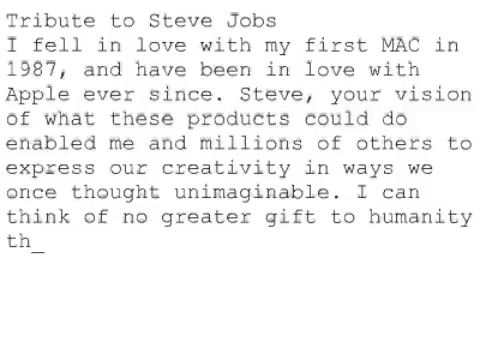 Tribute to Steve Jobs
I fell in love with my first MAC in
1987, and have been in love with
Apple ever since. Steve, your vision
of what these products could do
enabled me and millions of others to
express our creativity in ways we
once thought unimaginable. I can
think of no greater gift to humanity
th_